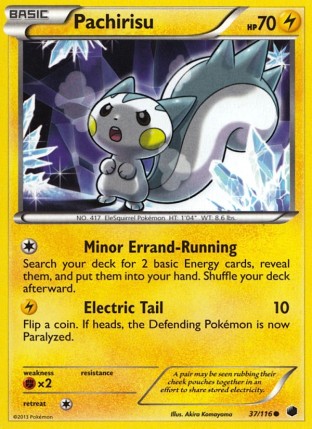 BASIC
Pachirisu
HP 70
NO. 417 EleSquirrel Pokémon HT: 1'04" WT: 8.6 lbs.
Minor Errand-Running
Search your deck for 2 basic Energy cards, reveal
them, and put them into your hand. Shuffle your deck
afterward.
Electric Tail 10
Flip a coin. If heads, the Defending Pokémon is now
Paralyzed.
weakness resistance
×2
retreat
A pair may be seen rubbing their
cheek pouches together in an
effort to share stored electricity.
©2013 Pokémon Illus. Akira Komayama 37/116